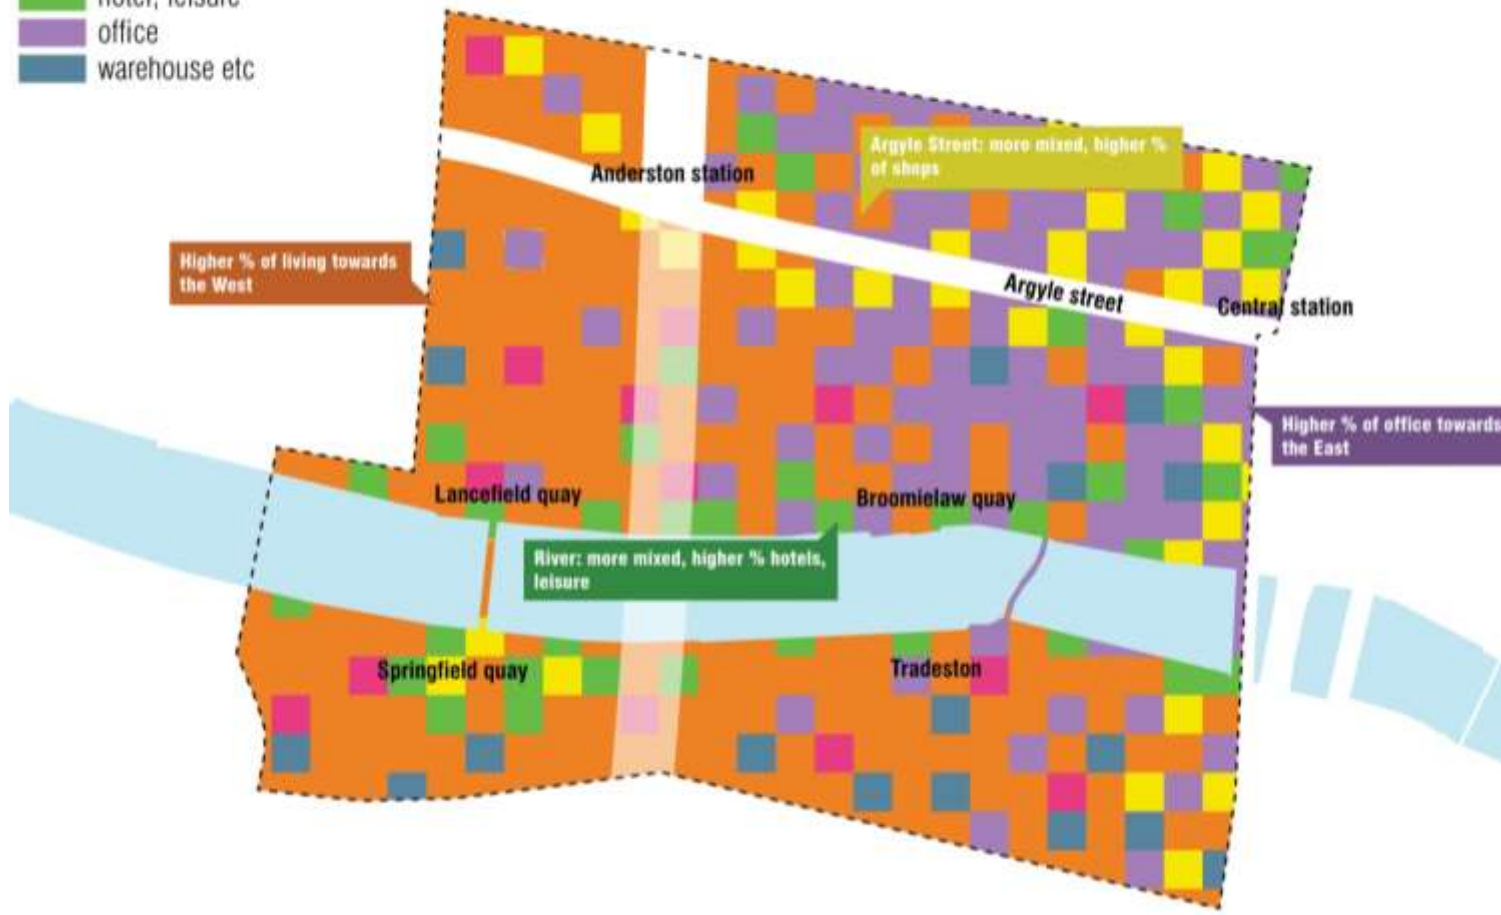 hotel, leisure
office
warehouse etc
Argyle Street: more mixed, higher %
of shops
Anderston station
Higher % of living towards
the West
Argyle street
Central station
Higher % of office towards
the East
Lancefield quay
Broomielaw quay
River: more mixed, higher % hotels,
leisure
Springfield quay
Tradeston